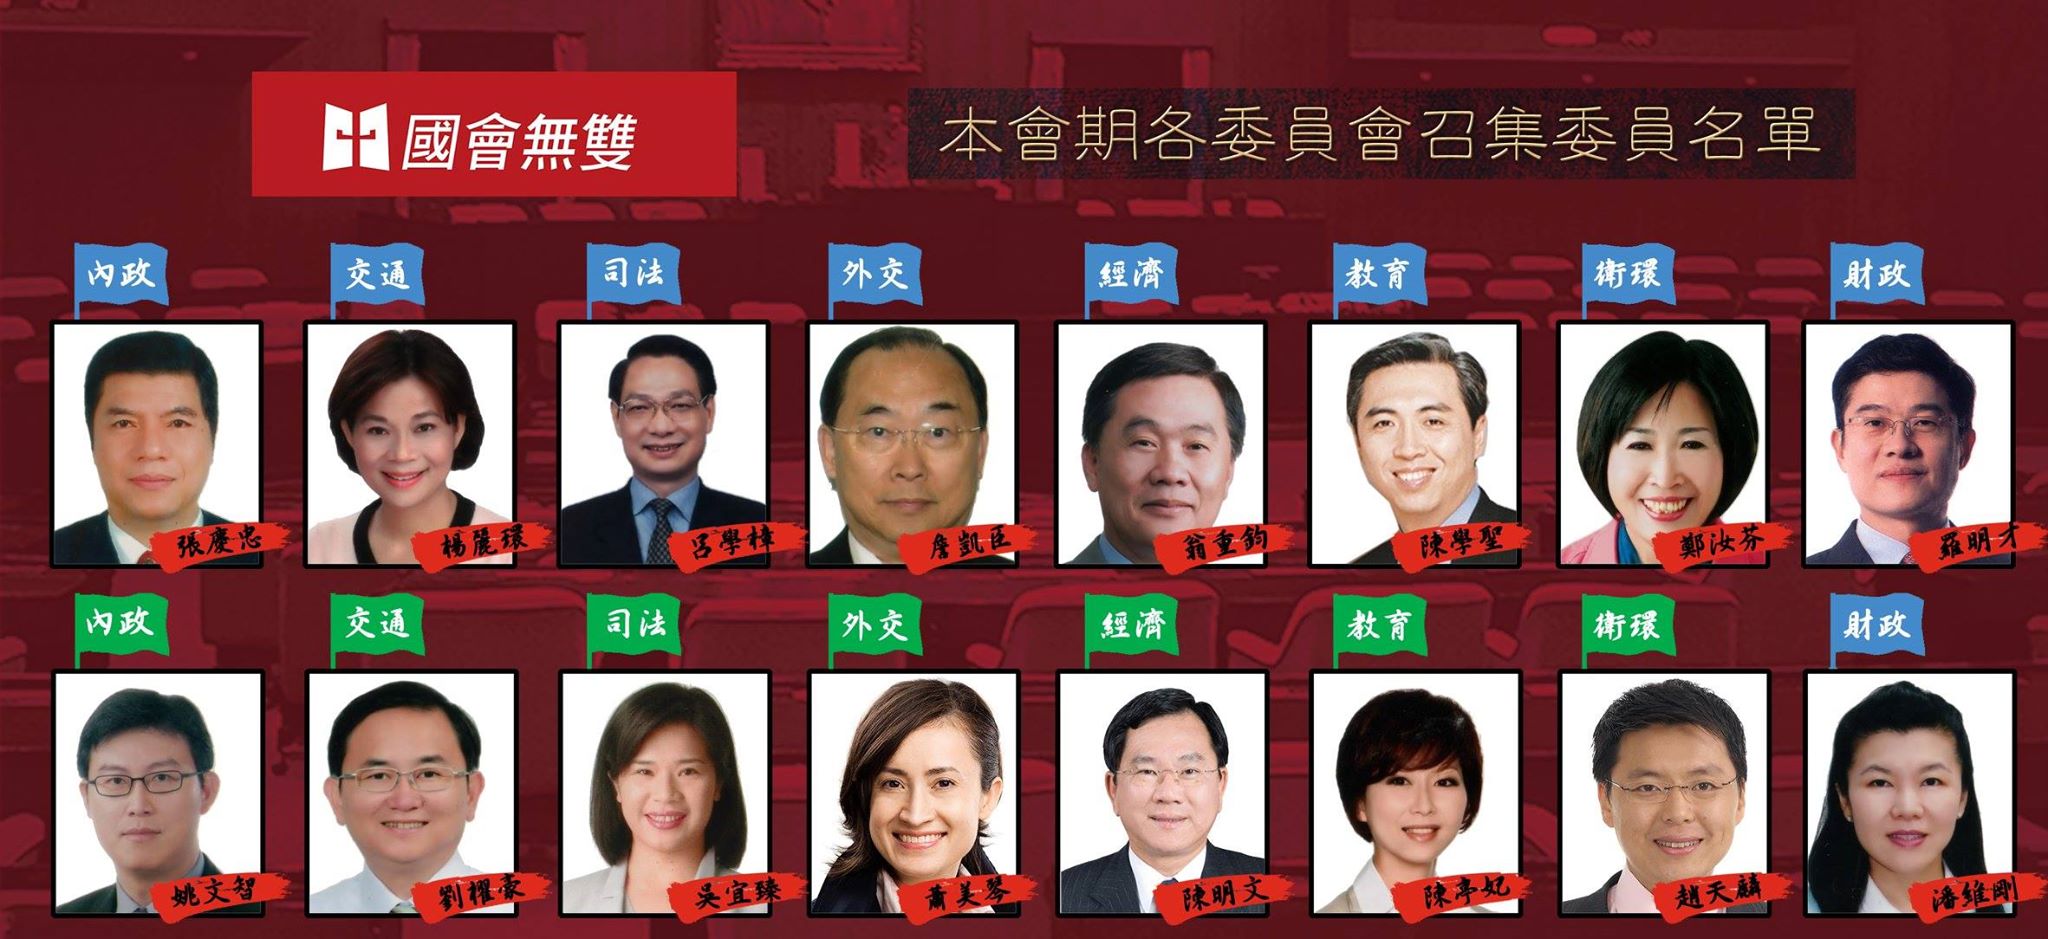 國會無雙
本會期各委員會召集委員名單
內政 交通 司法 外交 經濟 教育 衛環 財政
張慶忠 楊麗環 呂學樟 詹凱臣 翁重鈞 陳學聖 鄭汝芬 羅明才
內政 交通 司法 外交 經濟 教育 衛環 財政
姚文智 劉櫂豪 吳宜臻 蕭美琴 陳明文 陳亭妃 趙天麟 潘維剛